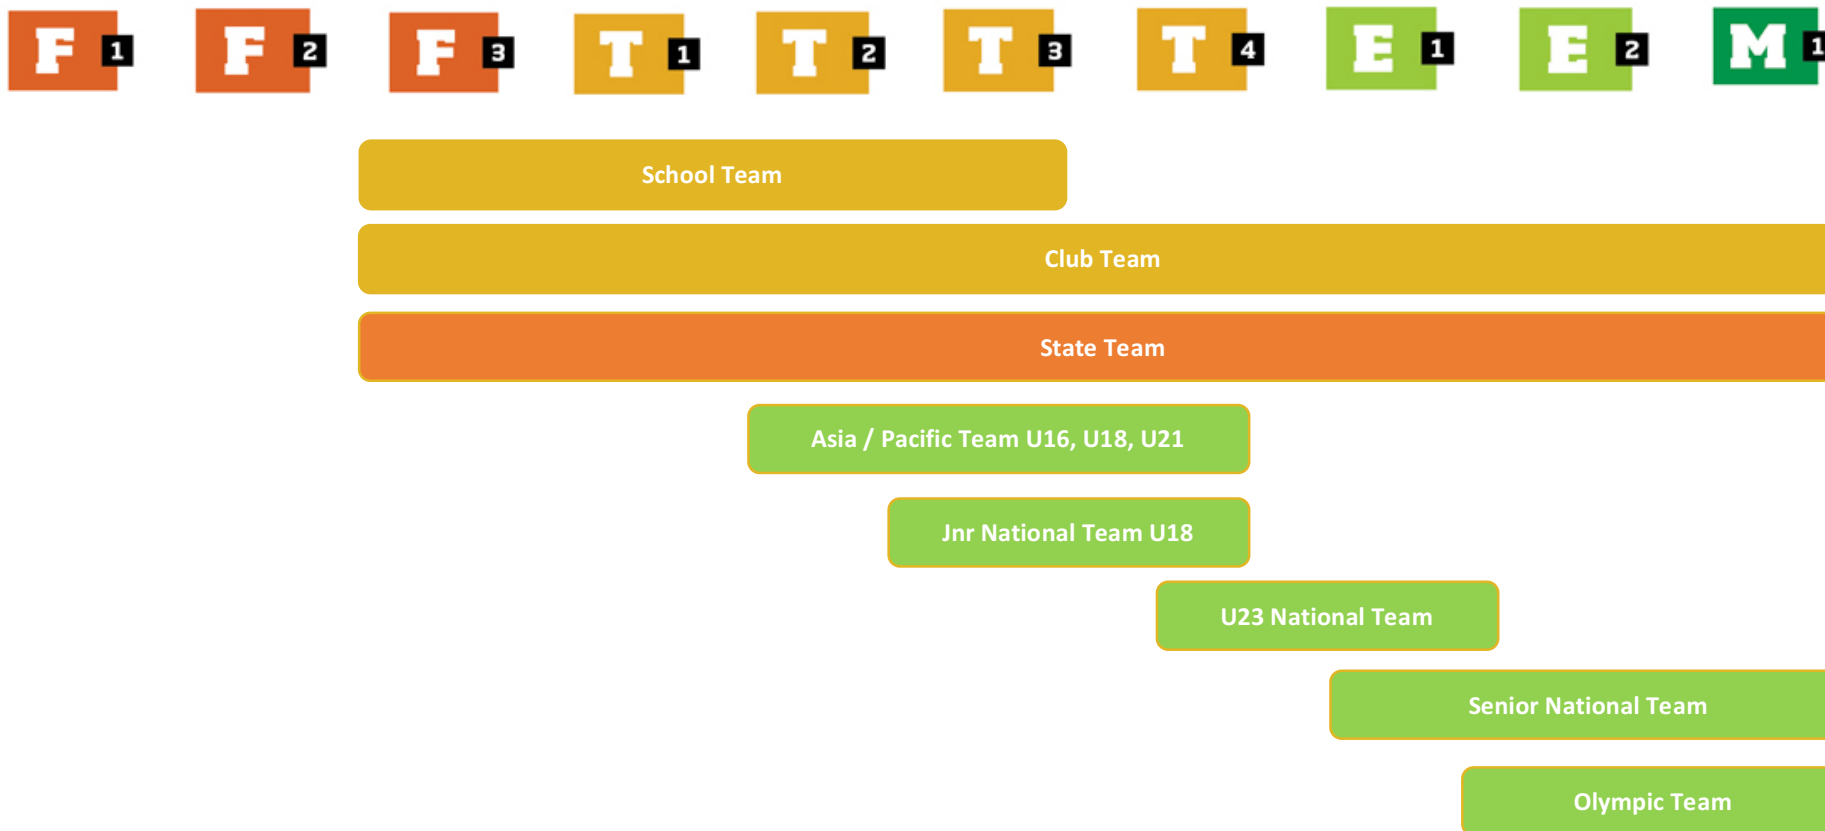 F 1 F 2 F 3 T 1 T 2 T 3 T 4 E 1 E 2 M 1
School Team
Club Team
State Team
Asia / Pacific Team U16, U18, U21
Jnr National Team U18
U23 National Team
Senior National Team
Olympic Team